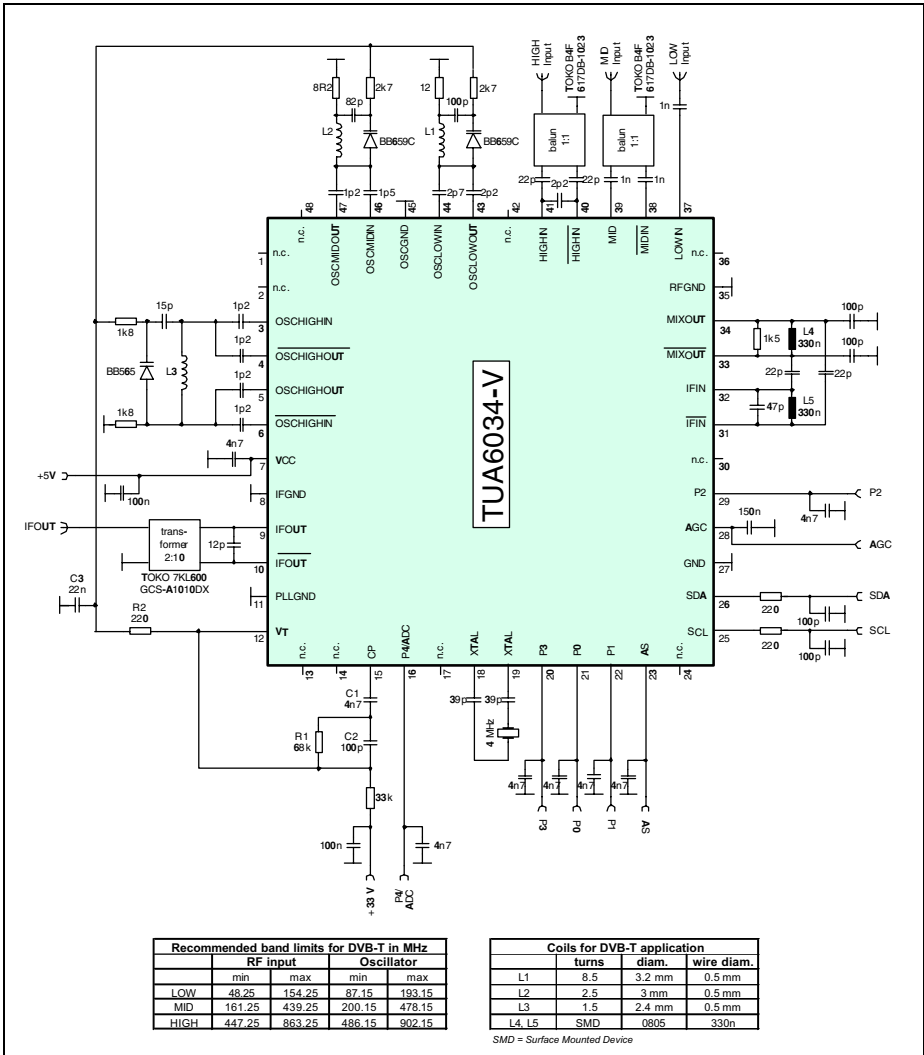 HIGH Input
TOKO B4F 617DB-1023
MID Input
TOKO B4F 617DB-1023
LOW Input
8R2
2k7
12
2k7
82p
100p
1n
L2
BB659C
L1
BB659C
balun 1:1
balun 1:1
22p
22p
1n
1n
2p2
1p2
1p5
2p7
2p2
48
47
46
45
44
43
42
41
40
39
38
37
n.c.
OSCMIDOUT
OSCMIDIN
OSCGND
OSCLOWIN
OSCLOWOUT
n.c.
HIGHIN
HIGHIN
MID
MIDIN
LOWIN
1
n.c.
2
n.c.
15p
1p2
1k8
3
OSCHIGHIN
1p2
4
OSCHIGHOUT
BB565
L3
1p2
5
OSCHIGHOUT
1k8
1p2
6
OSCHIGHIN
4n7
7
VCC
+5V
100n
8
IFGND
IFOUT
9
IFOUT
trans-
former
2:10
12p
10
IFOUT
TOKO 7KL600
GCS-A1010DX
C3
22n
11
PLLGND
R2
220
12
VT
TUA6034-V
n.c.
36
RFGND
35
MIXOUT
34
100p
1k5
L4
330n
MIXOUT
33
100p
22p
22p
IFIN
32
47p
L5
330n
IFIN
31
n.c.
30
P2
29
P2
4n7
150n
AGC
28
AGC
GND
27
SDA
26
220
SDA
100p
SCL
25
220
SCL
100p
n.c.
n.c.
CP
P4/ADC
n.c.
XTAL
XTAL
P3
P0
P1
AS
n.c.
13
14
15
16
17
18
19
20
21
22
23
24
C1
4n7
39p
39p
R1
68k
C2
100p
4 MHz
33k
4n7
4n7
4n7
4n7
100n
4n7
P3
P0
P1
AS
+33 V
P4/
ADC
Recommended band limits for DVB-T in MHz
RF input Oscillator
min max min max
LOW 48.25 154.25 87.15 193.15
MID 161.25 439.25 200.15 478.15
HIGH 447.25 863.25 486.15 902.15
Coils for DVB-T application
turns diam. wire diam.
L1 8.5 3.2 mm 0.5 mm
L2 2.5 3 mm 0.5 mm
L3 1.5 2.4 mm 0.5 mm
L4, L5 SMD 0805 330n
SMD = Surface Mounted Device